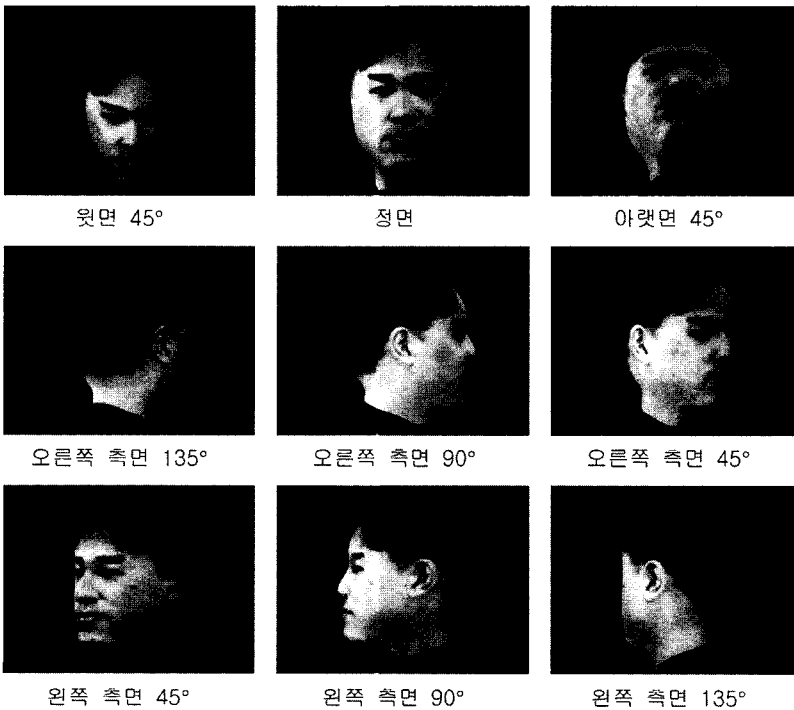 윗면 45°
정면
아랫면 45°
오른쪽 측면 135°
오른쪽 측면 90°
오른쪽 측면 45°
왼쪽 측면 45°
왼쪽 측면 90°
왼쪽 측면 135°